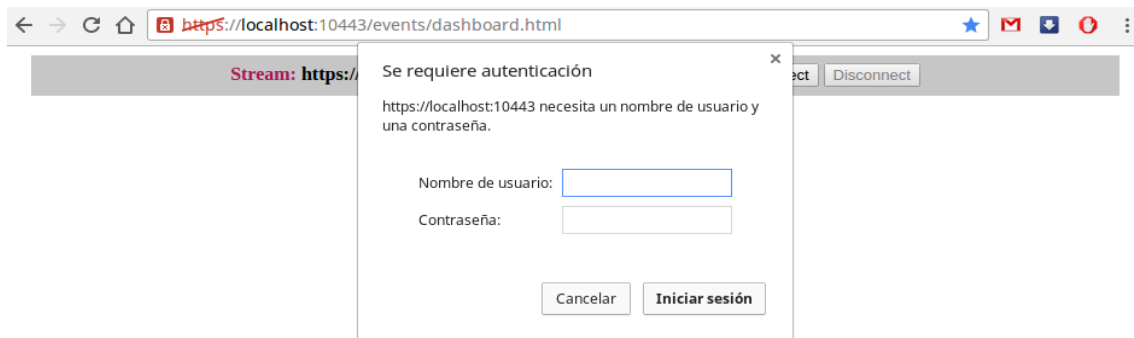 https://localhost:10443/events/dashboard.html
Stream: https:/
Disconnect
Se requiere autenticación
https://localhost:10443 necesita un nombre de usuario y
una contraseña.
Nombre de usuario:
Contraseña:
Cancelar Iniciar sesión